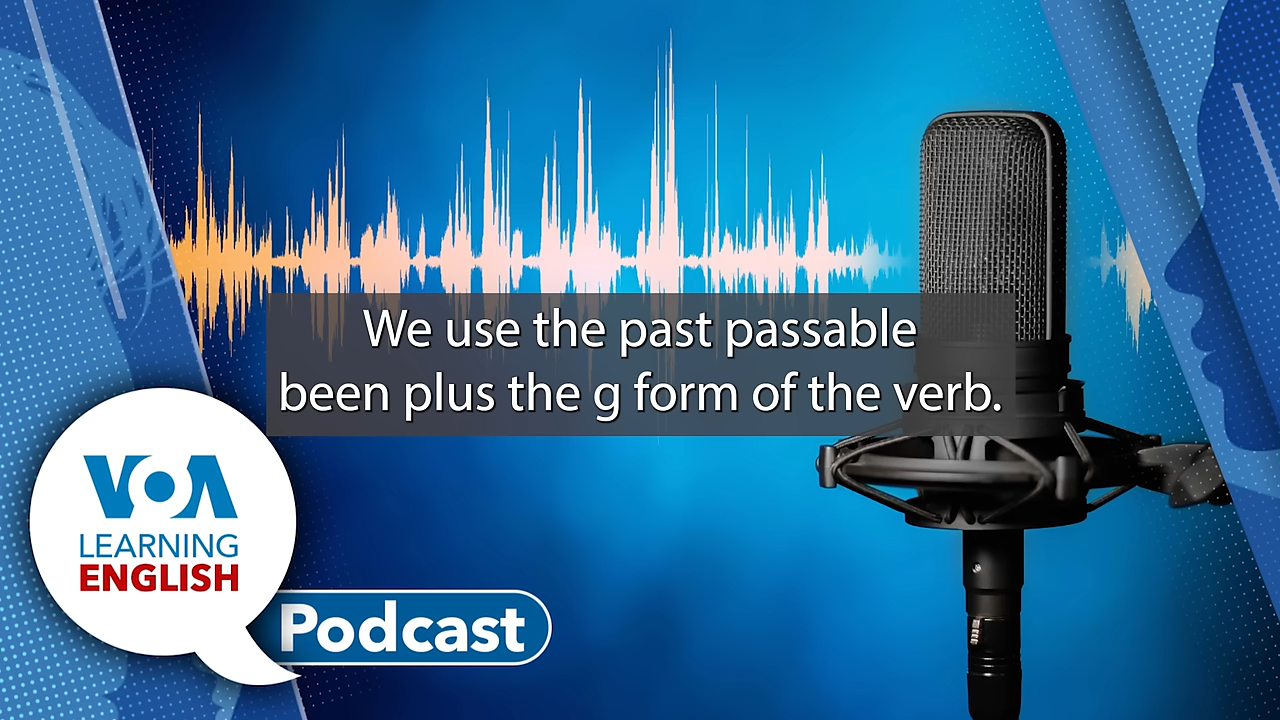 We use the past passable
been plus the g form of the verb.
VOA
LEARNING
ENGLISH
Podcast